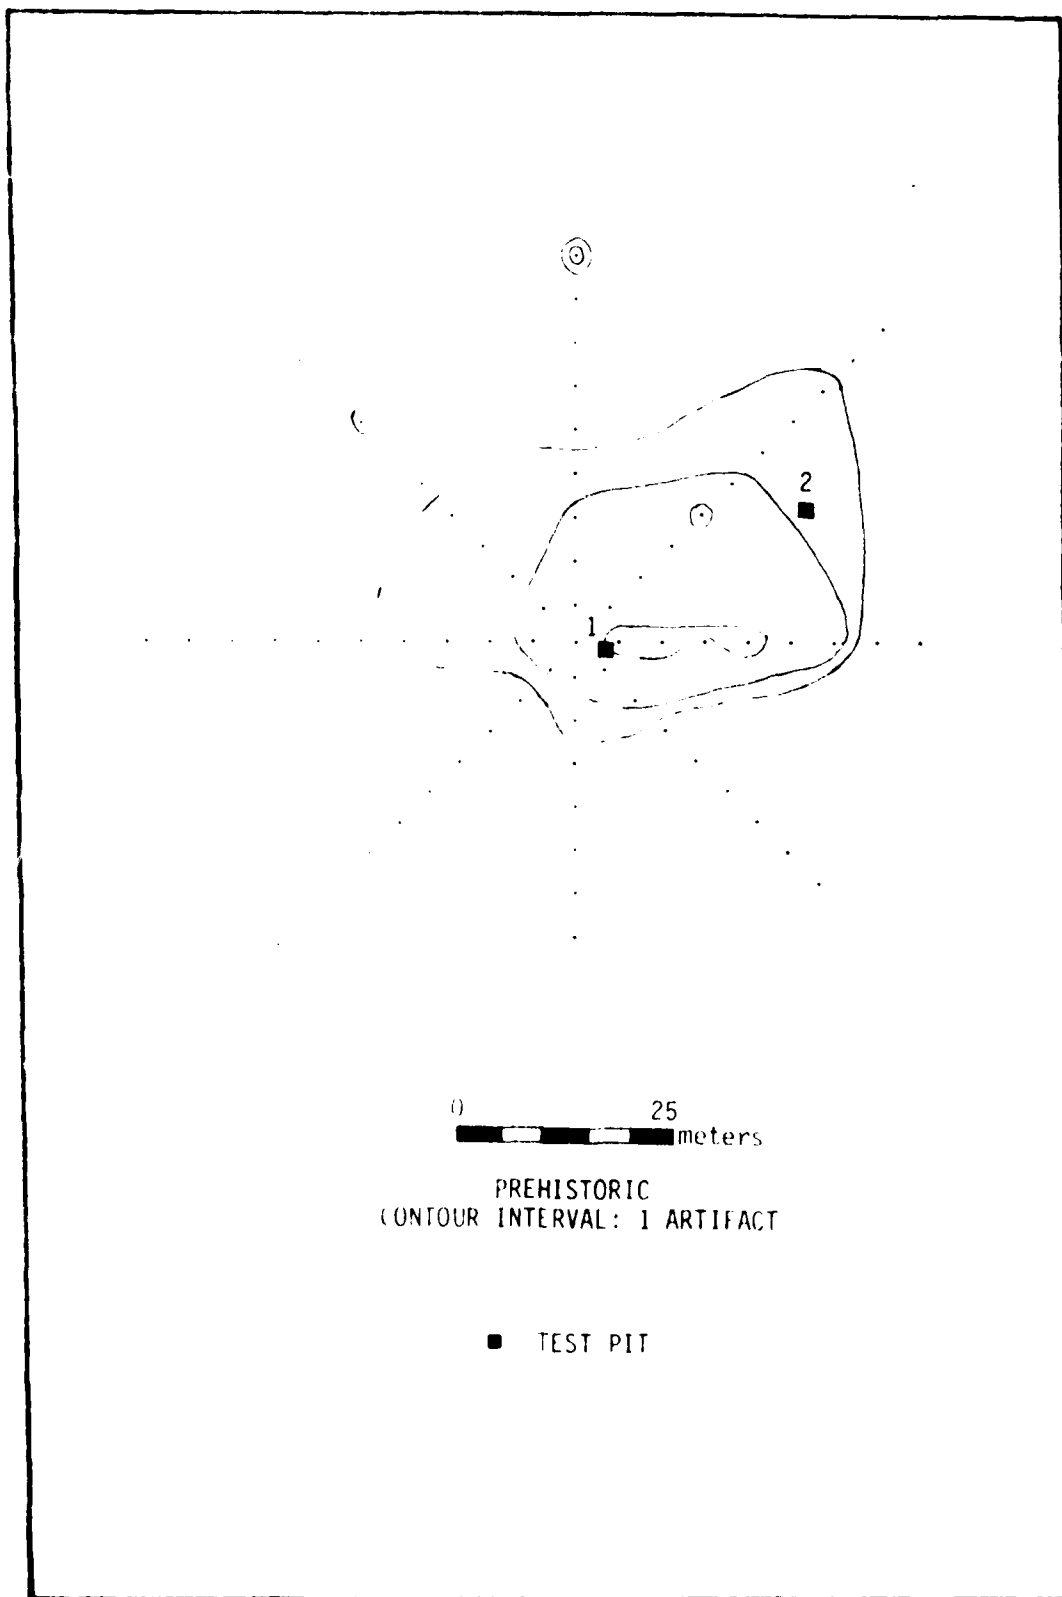 2
1
0 25
meters
PREHISTORIC
CONTOUR INTERVAL: 1 ARTIFACT
TEST PIT